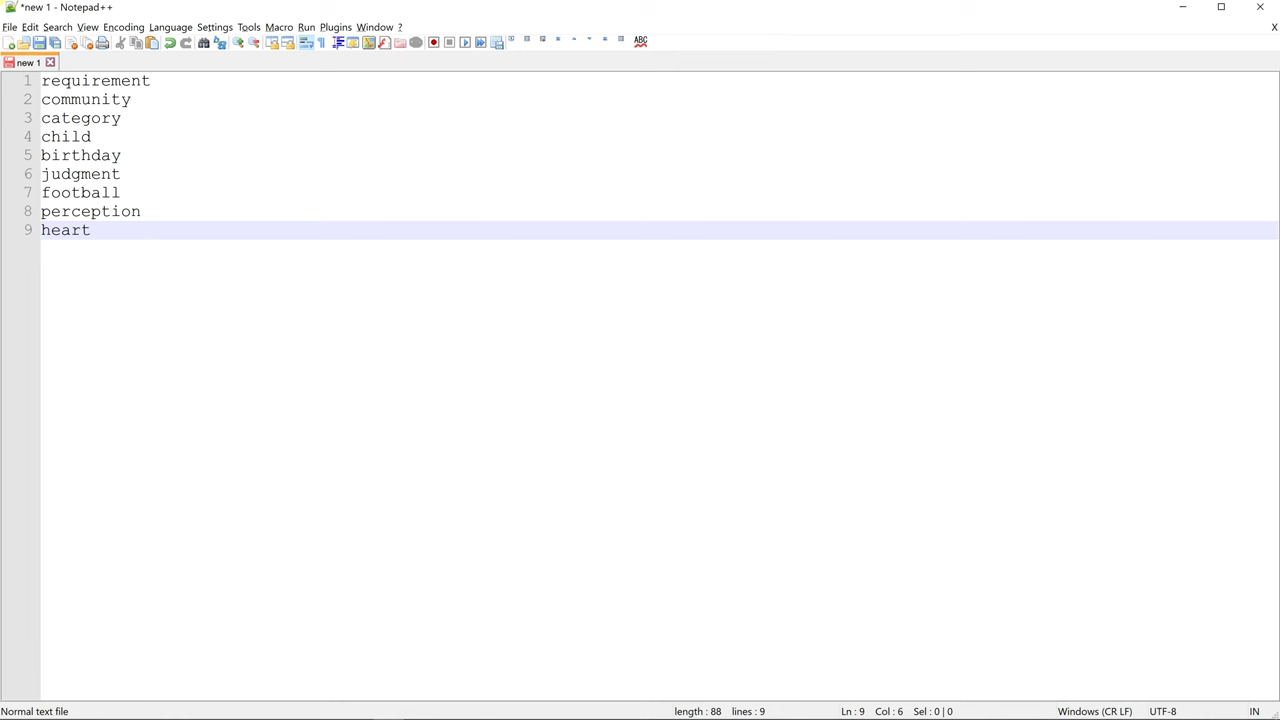 *new 1 - Notepad++
File Edit Search View Encoding Language Settings Tools Macro Run Plugins Window ?
X
ABC
new 1
1 requirement
2 community
3 category
4 child
5 birthday
6 judgment
7 football
8 perception
9 heart
Normal text file length : 88 lines : 9 Ln : 9 Col : 6 Sel : 0 | 0 Windows (CR LF) UTF-8 IN